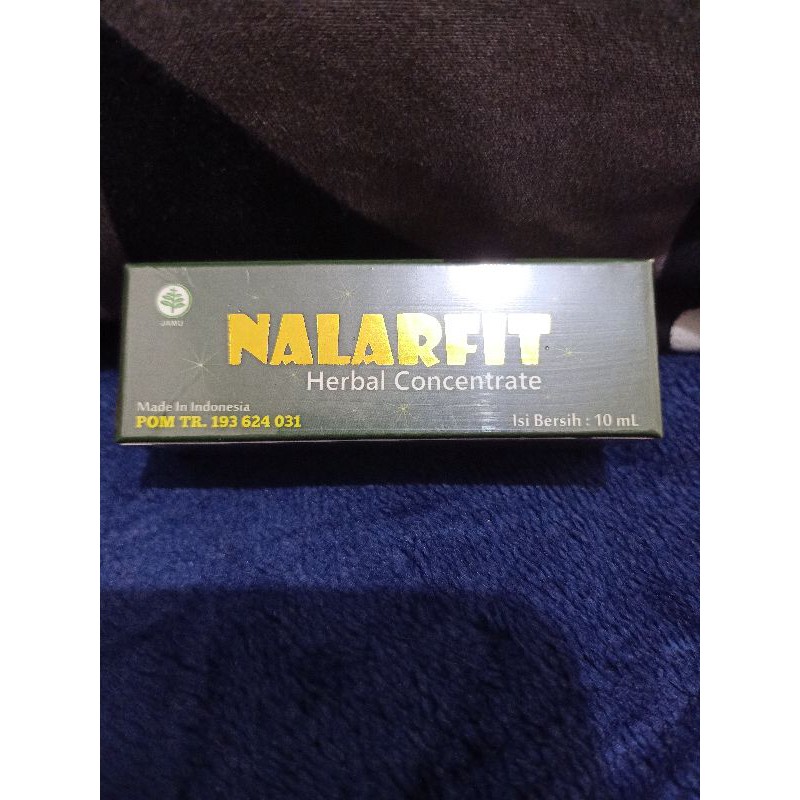 JAMU
NALARFIT
Herbal Concentrate
Made In Indonesia
POM TR. 193 624 031
Isi Bersih : 10 mL